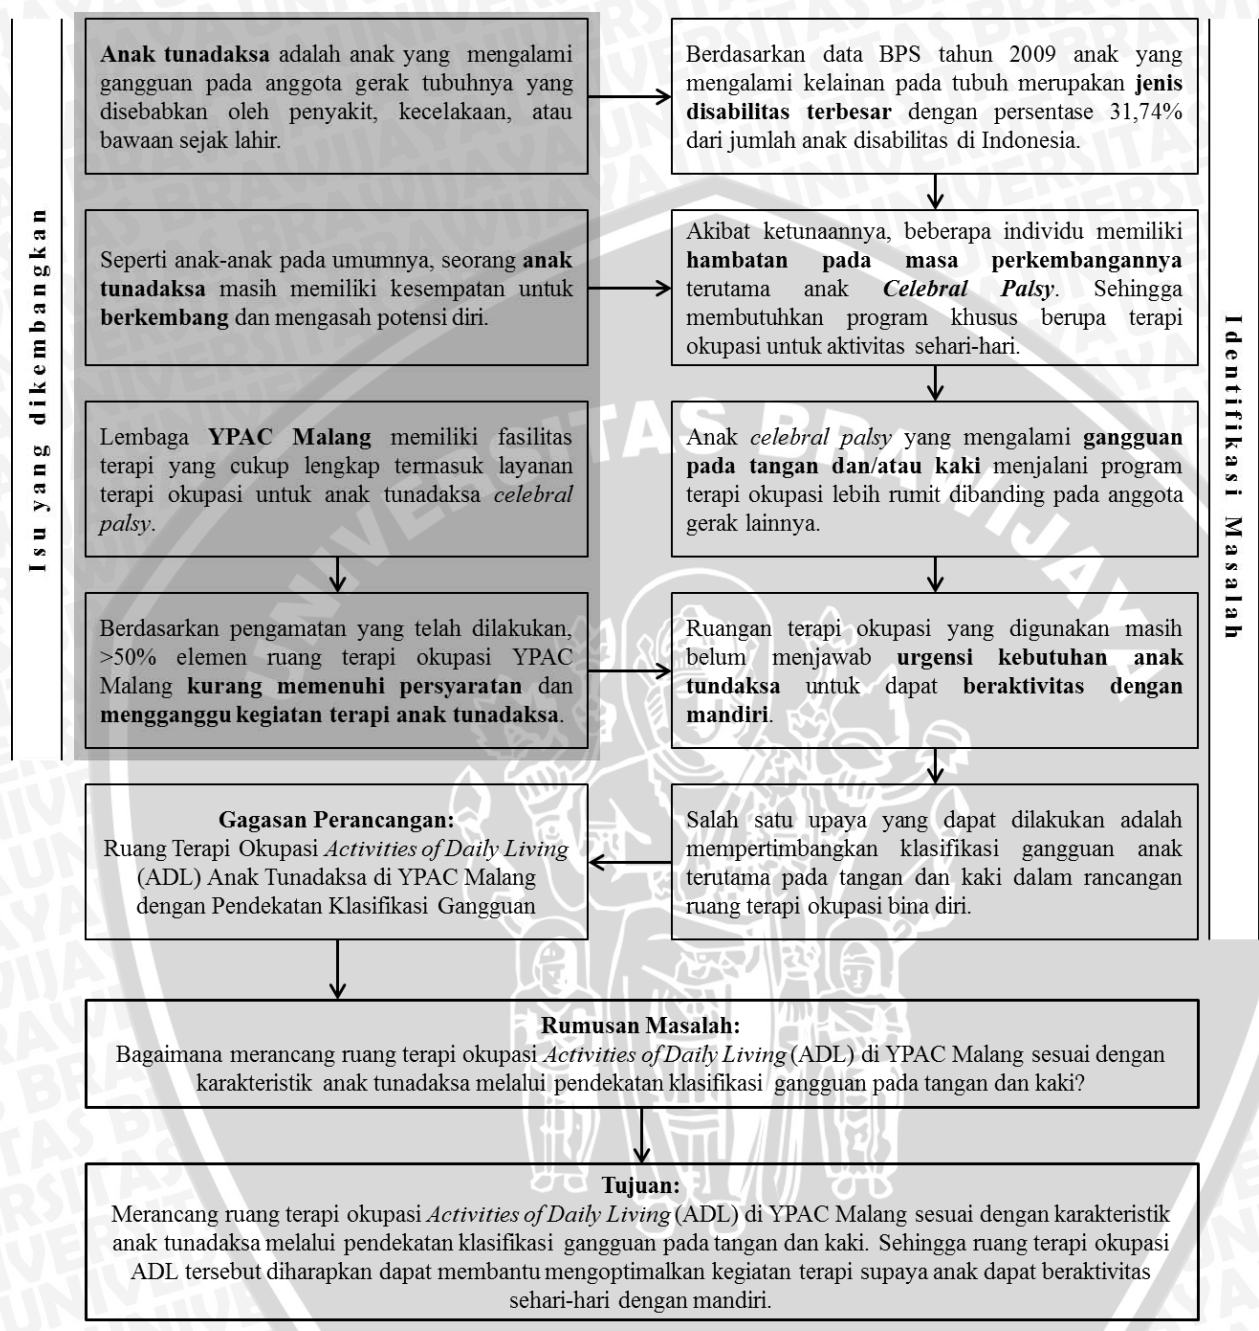 Isu yang dikembangkan
Anak tunadaksa adalah anak yang mengalami
gangguan pada anggota gerak tubuhnya yang
disebabkan oleh penyakit, kecelakaan, atau
bawaan sejak lahir.
Seperti anak-anak pada umumnya, seorang anak
tunadaksa masih memiliki kesempatan untuk
berkembang dan mengasah potensi diri.
Lembaga YPAC Malang memiliki fasilitas
terapi yang cukup lengkap termasuk layanan
terapi okupasi untuk anak tunadaksa celebral
palsy.
Berdasarkan pengamatan yang telah dilakukan,
>50% elemen ruang terapi okupasi YPAC
Malang kurang memenuhi persyaratan dan
mengganggu kegiatan terapi anak tunadaksa.
Identifikasi Masalah
Berdasarkan data BPS tahun 2009 anak yang
mengalami kelainan pada tubuh merupakan jenis
disabilitas terbesar dengan persentase 31,74%
dari jumlah anak disabilitas di Indonesia.
Akibat ketunaannya, beberapa individu memiliki
hambatan pada masa perkembangannya
terutama anak Celebral Palsy. Sehingga
membutuhkan program khusus berupa terapi
okupasi untuk aktivitas sehari-hari.
Anak celebral palsy yang mengalami gangguan
pada tangan dan/atau kaki menjalani program
terapi okupasi lebih rumit dibanding pada anggota
gerak lainnya.
Ruangan terapi okupasi yang digunakan masih
belum menjawab urgensi kebutuhan anak
tundaksa untuk dapat beraktivitas dengan
mandiri.
Salah satu upaya yang dapat dilakukan adalah
mempertimbangkan klasifikasi gangguan anak
terutama pada tangan dan kaki dalam rancangan
ruang terapi okupasi bina diri.
Gagasan Perancangan:
Ruang Terapi Okupasi Activities of Daily Living
(ADL) Anak Tunadaksa di YPAC Malang
dengan Pendekatan Klasifikasi Gangguan
Rumusan Masalah:
Bagaimana merancang ruang terapi okupasi Activities of Daily Living (ADL) di YPAC Malang sesuai dengan
karakteristik anak tunadaksa melalui pendekatan klasifikasi gangguan pada tangan dan kaki?
Tujuan:
Merancang ruang terapi okupasi Activities of Daily Living (ADL) di YPAC Malang sesuai dengan karakteristik
anak tunadaksa melalui pendekatan klasifikasi gangguan pada tangan dan kaki. Sehingga ruang terapi okupasi
ADL tersebut diharapkan dapat membantu mengoptimalkan kegiatan terapi supaya anak dapat beraktivitas
sehari-hari dengan mandiri.
UNIVERSITAS BRAWIJAYA